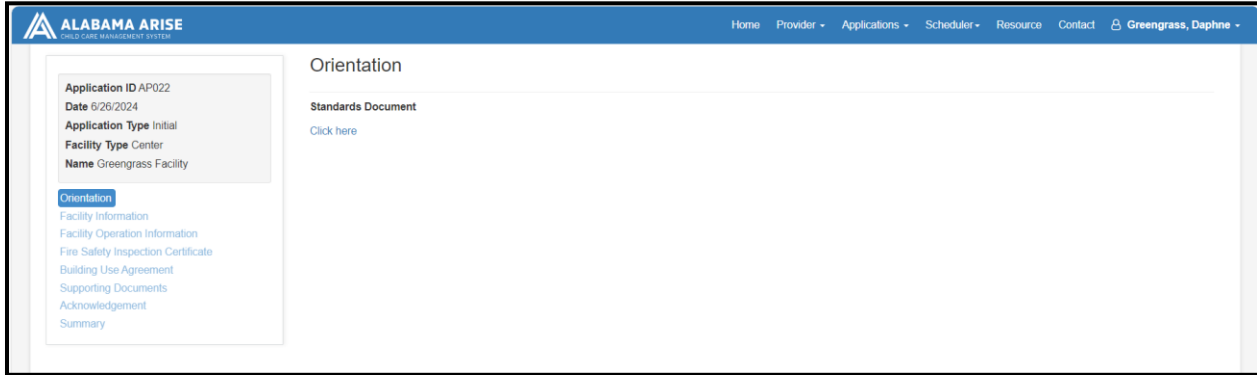 ALABAMA ARISE
CHILD CARE MANAGEMENT SYSTEM
Home Provider Applications Scheduler Resource Contact Greengrass, Daphne
Application ID AP022
Date 6/26/2024
Application Type Initial
Facility Type Center
Name Greengrass Facility
Orientation
Facility Information
Facility Operation Information
Fire Safety Inspection Certificate
Building Use Agreement
Supporting Documents
Acknowledgement
Summary
Orientation
Standards Document
Click here